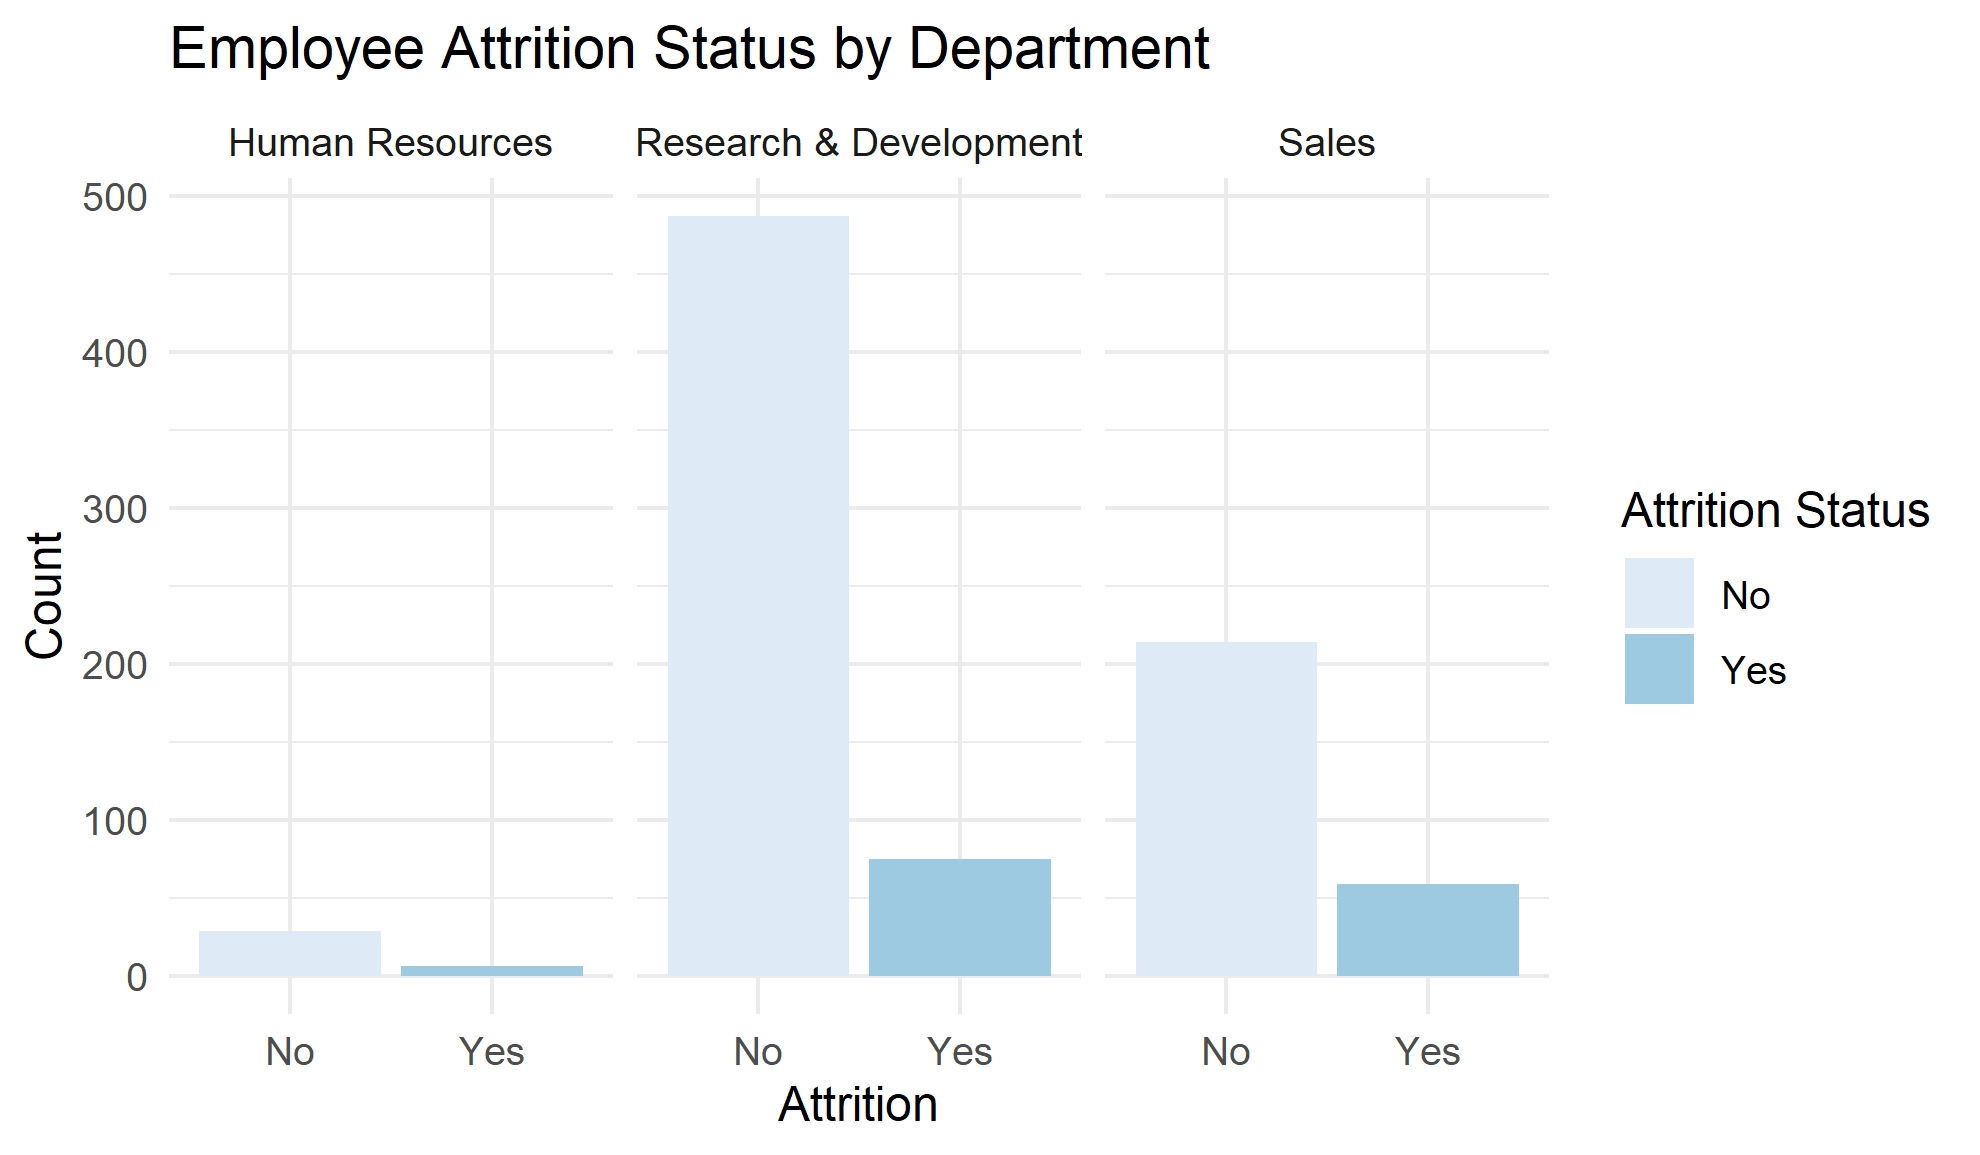 Employee Attrition Status by Department
Human Resources
Research & Development
Sales
500
400
300
200
100
0
Count
No
Yes
No
Yes
No
Yes
Attrition
Attrition Status
No
Yes